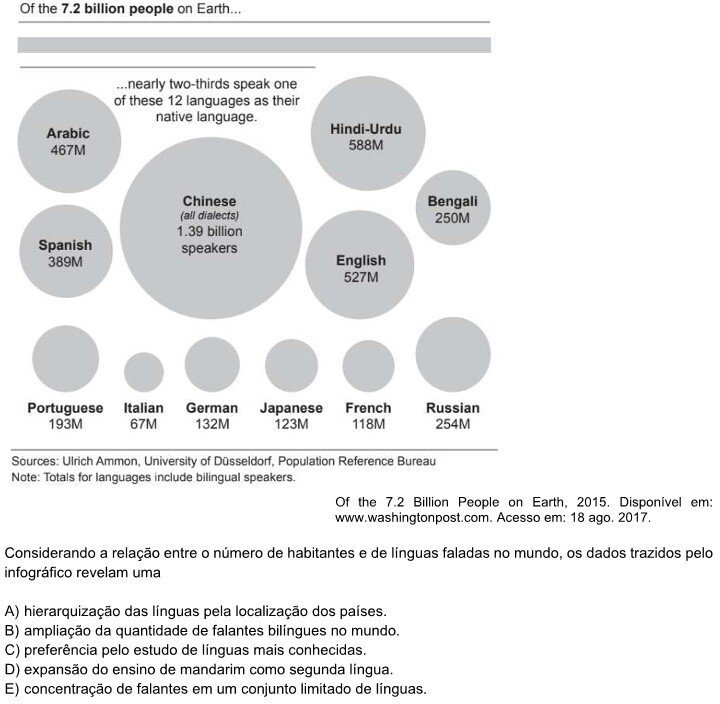 Of the 7.2 billion people on Earth...
...nearly two-thirds speak one
of these 12 languages as their
native language.
Arabic
467M
Hindi-Urdu
588M
Chinese
(all dialects)
1.39 billion
speakers
Bengali
250M
Spanish
389M
English
527M
Portuguese
193M
Italian
67M
German
132M
Japanese
123M
French
118M
Russian
254M
Sources: Ulrich Ammon, University of Düsseldorf, Population Reference Bureau
Note: Totals for languages include bilingual speakers.
Of the 7.2 Billion People on Earth, 2015. Disponível em:
www.washingtonpost.com. Acesso em: 18 ago. 2017.
Considerando a relação entre o número de habitantes e de línguas faladas no mundo, os dados trazidos pelo
infográfico revelam uma
A) hierarquização das línguas pela localização dos países.
B) ampliação da quantidade de falantes bilíngues no mundo.
C) preferência pelo estudo de línguas mais conhecidas.
D) expansão do ensino de mandarim como segunda língua.
E) concentração de falantes em um conjunto limitado de línguas.